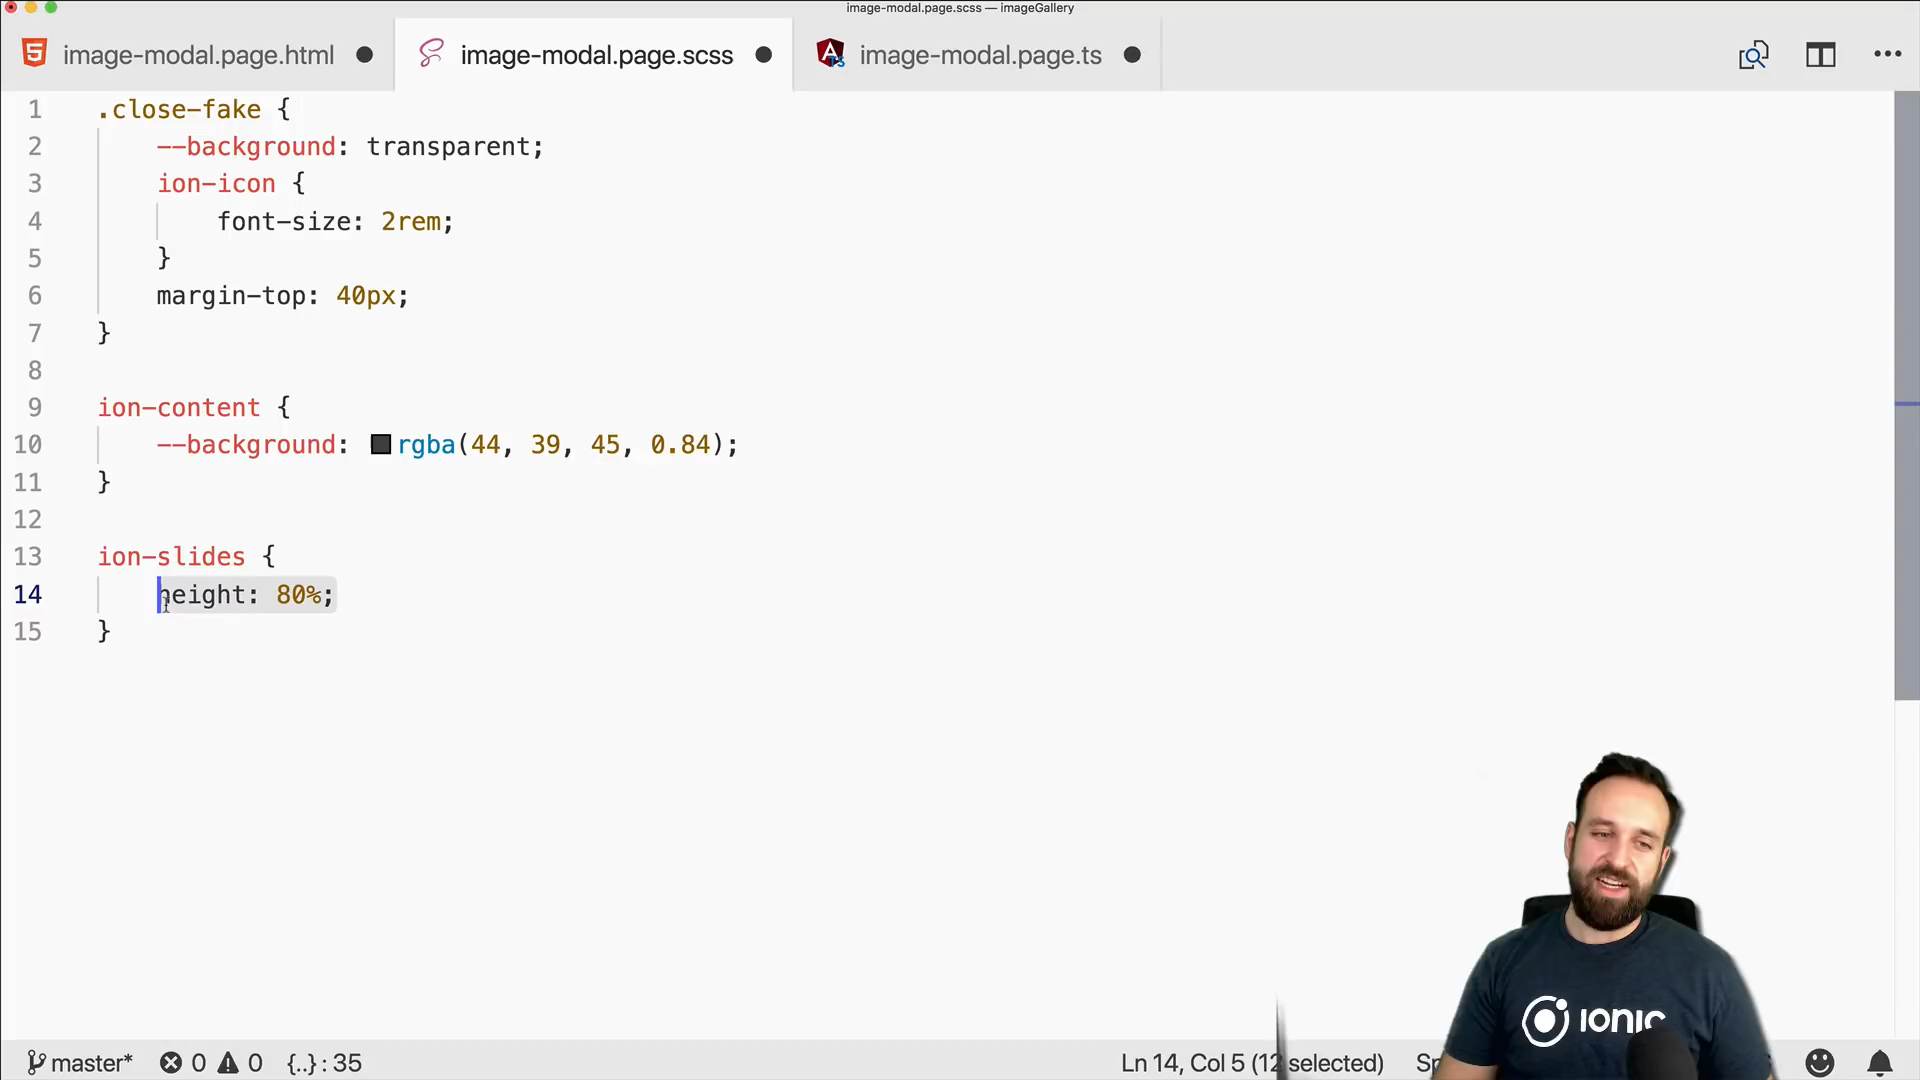 image-modal.page.scss — imageGallery
image-modal.page.html
image-modal.page.scss
image-modal.page.ts
1 .close-fake {
2 --background: transparent;
3 ion-icon {
4 font-size: 2rem;
5 }
6 margin-top: 40px;
7 }
8
9 ion-content {
10 --background: rgba(44, 39, 45, 0.84);
11 }
12
13 ion-slides {
14 height: 80%;
15 }
ionic
master* 0 0 {..}: 35 Ln 14, Col 5 (12 selected)